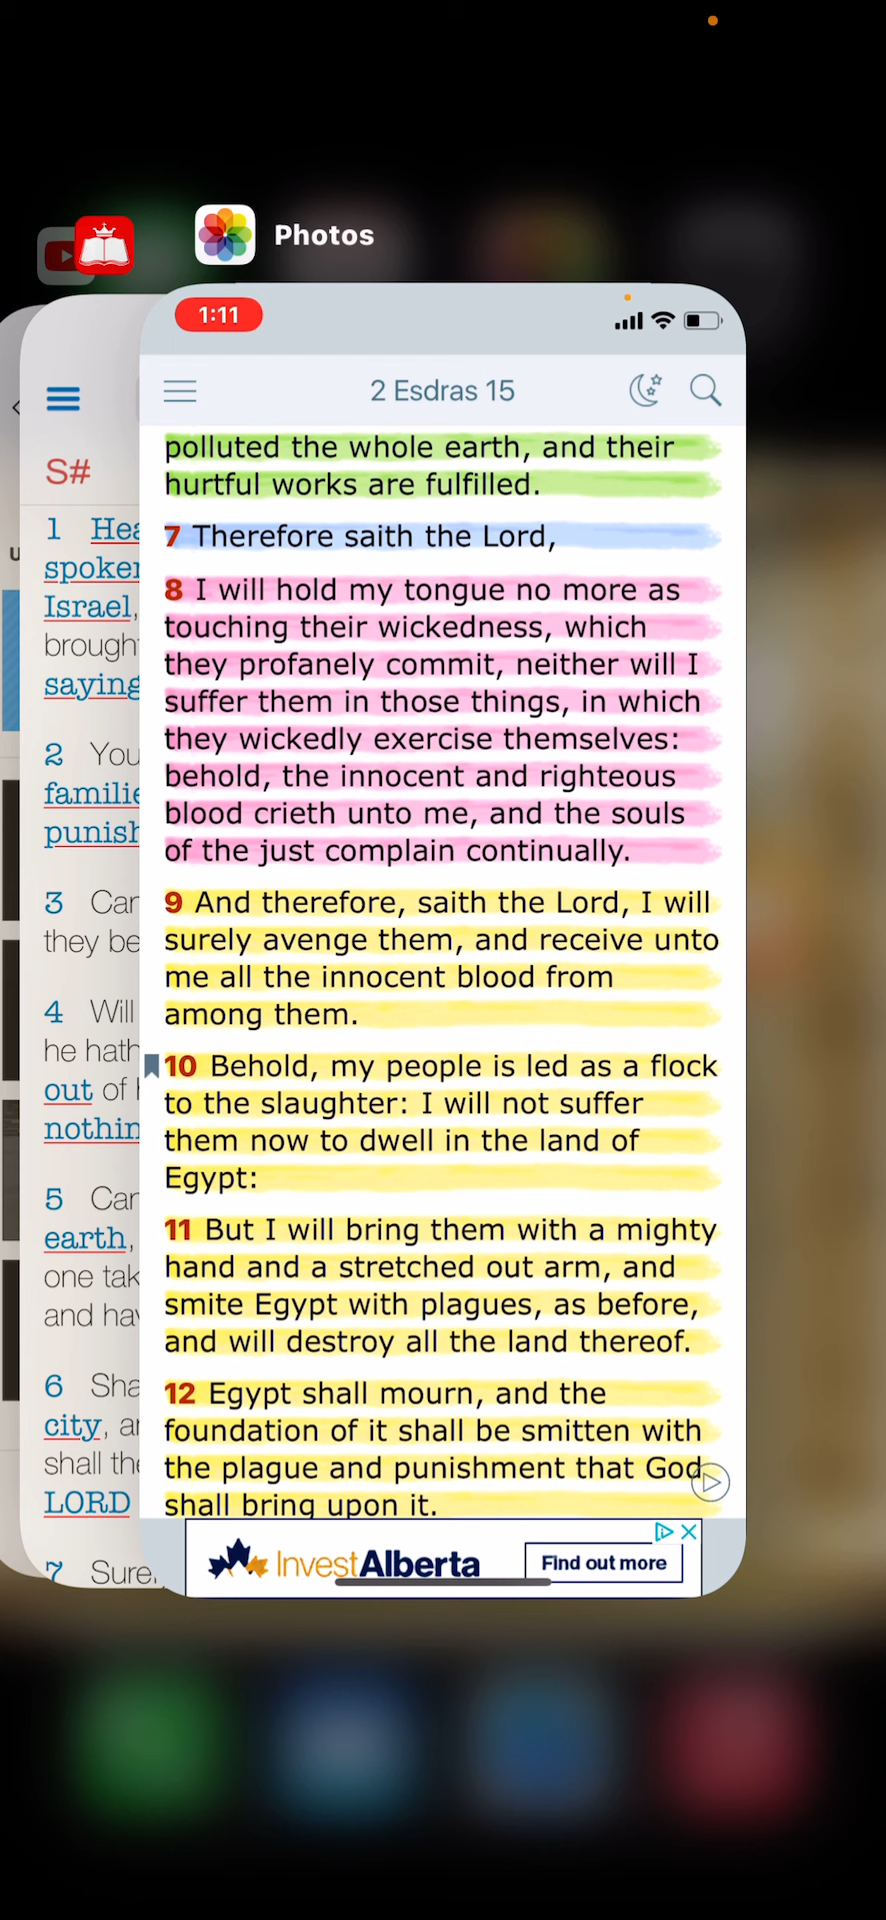 Photos
1:11
2 Esdras 15
polluted the whole earth, and their
hurtful works are fulfilled.
7 Therefore saith the Lord,
8 I will hold my tongue no more as
touching their wickedness, which
they profanely commit, neither will I
suffer them in those things, in which
they wickedly exercise themselves:
behold, the innocent and righteous
blood crieth unto me, and the souls
of the just complain continually.
9 And therefore, saith the Lord, I will
surely avenge them, and receive unto
me all the innocent blood from
among them.
10 Behold, my people is led as a flock
to the slaughter: I will not suffer
them now to dwell in the land of
Egypt:
11 But I will bring them with a mighty
hand and a stretched out arm, and
smite Egypt with plagues, as before,
and will destroy all the land thereof.
12 Egypt shall mourn, and the
foundation of it shall be smitten with
the plague and punishment that God
shall bring upon it.
InvestAlberta
Find out more
S#
1
Israel,
2 You
3
they be
4 Will
he hath
out of
5
earth,
6
city,
LORD
7